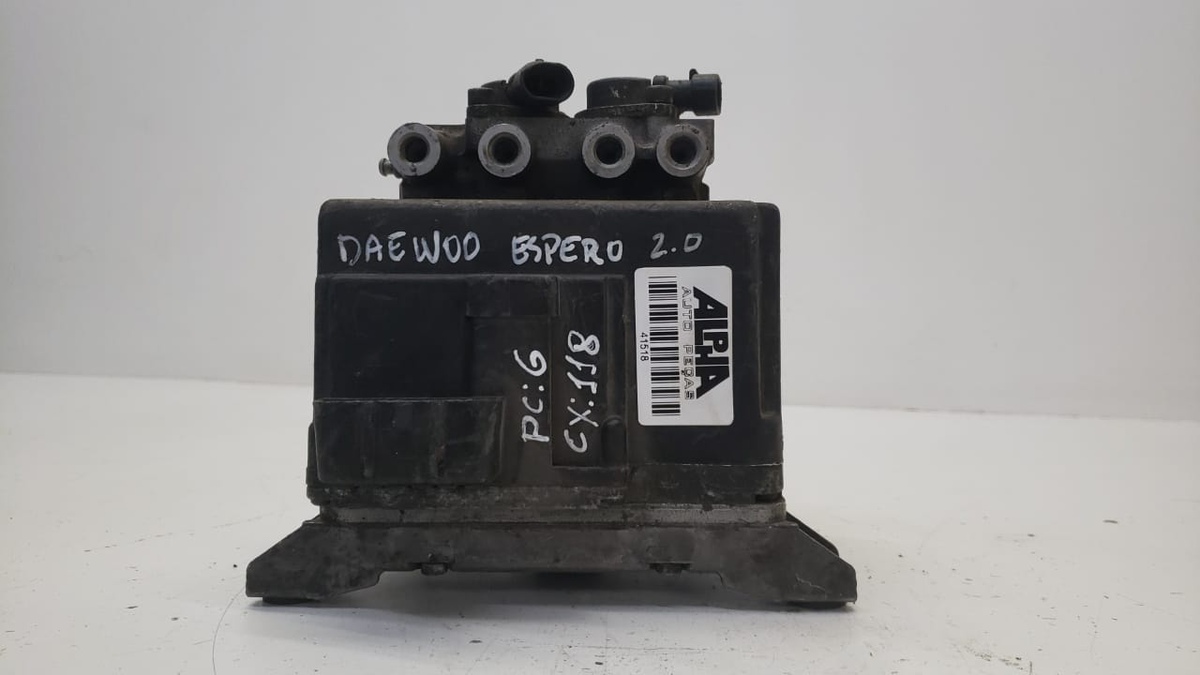 DAEWOO ESPERO 2.0
PC:6
CX:118
ALPHA
AUTO PEÇAS
41518